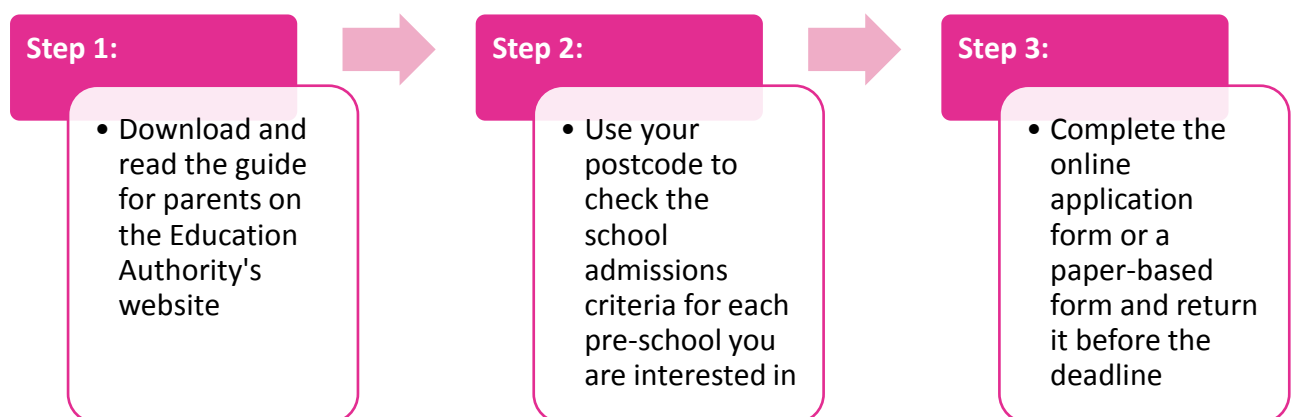 Step 1:
• Download and
read the guide
for parents on
the Education
Authority's
website
Step 2:
• Use your
postcode to
check the
school
admissions
criteria for each
pre-school you
are interested in
Step 3:
• Complete the
online
application
form or a
paper-based
form and return
it before the
deadline